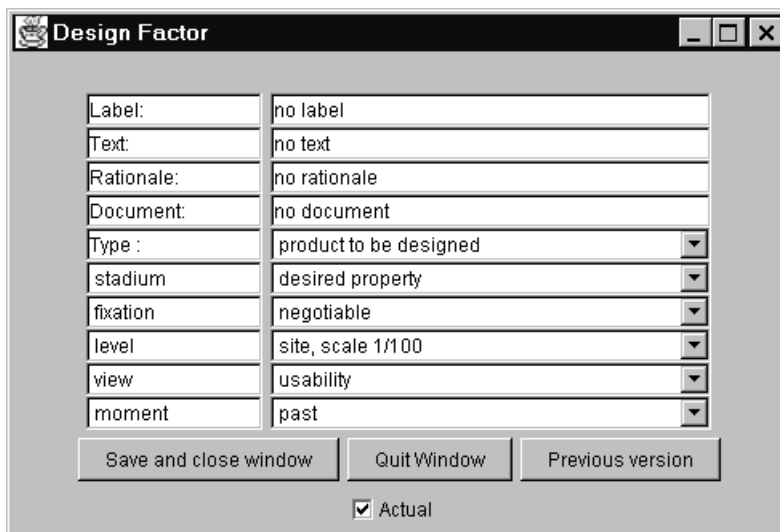 Design Factor
Label: no label
Text: no text
Rationale: no rationale
Document: no document
Type : product to be designed
stadium desired property
fixation negotiable
level site, scale 1/100
view usability
moment past
Save and close window Quit Window Previous version
Actual